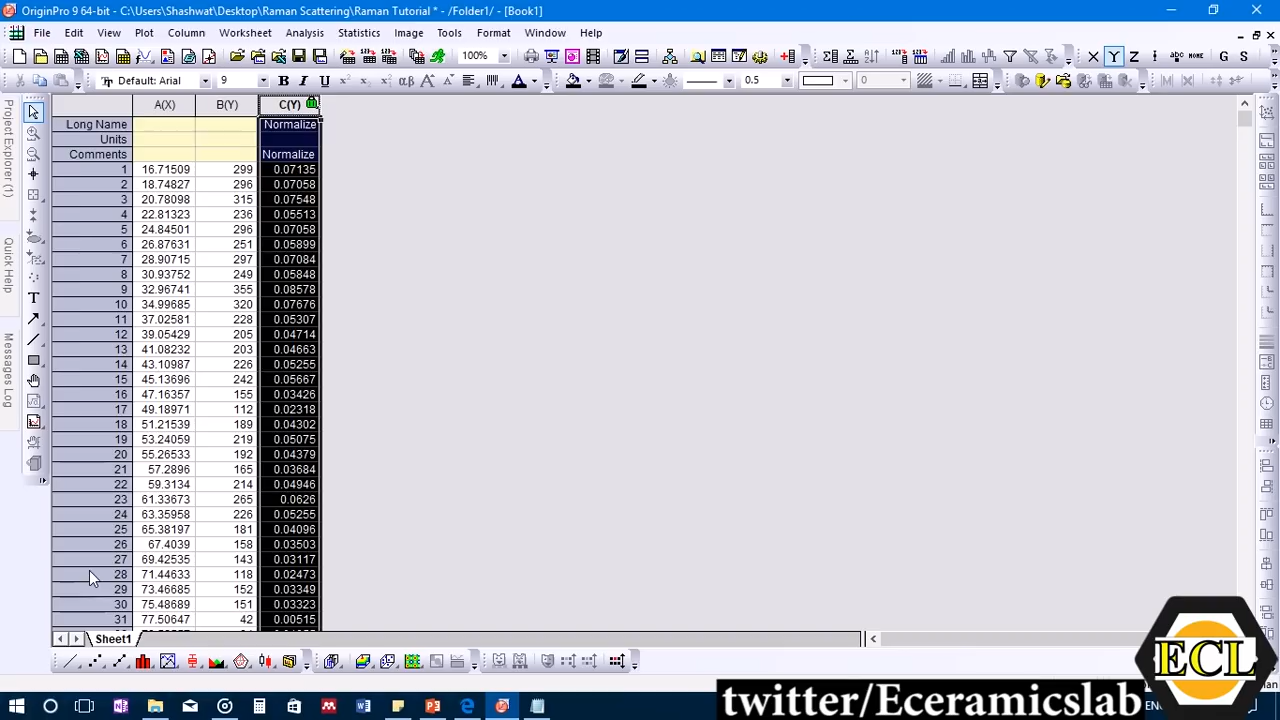 OriginPro 9 64-bit - C:\Users\Shashwat\Desktop\Raman Scattering\Raman Tutorial * - /Folder1/ - [Book1]
File Edit View Plot Column Worksheet Analysis Statistics Image Tools Format Window Help
100%
Default: Arial 9 B I U 0.5 0
Project Explorer (1)
Quick Help
Messages Log
A(X) B(Y) C(Y)
Long Name Normalize
Units
Comments Normalize
1 16.71509 299 0.07135
2 18.74827 296 0.07058
3 20.78098 315 0.07548
4 22.81323 236 0.05513
5 24.84501 296 0.07058
6 26.87631 251 0.05899
7 28.90715 297 0.07084
8 30.93752 249 0.05848
9 32.96741 355 0.08578
10 34.99685 320 0.07676
11 37.02581 228 0.05307
12 39.05429 205 0.04714
13 41.08232 203 0.04663
14 43.10987 226 0.05255
15 45.13696 242 0.05667
16 47.16357 155 0.03426
17 49.18971 112 0.02318
18 51.21539 189 0.04302
19 53.24059 219 0.05075
20 55.26533 192 0.04379
21 57.2896 165 0.03684
22 59.3134 214 0.04946
23 61.33673 265 0.0626
24 63.35958 226 0.05255
25 65.38197 181 0.04096
26 67.4039 158 0.03503
27 69.42535 143 0.03117
28 71.44633 118 0.02473
29 73.46685 152 0.03349
30 75.48689 151 0.03323
31 77.50647 42 0.00515
Sheet1
ECL
twitter/Eceramicslab